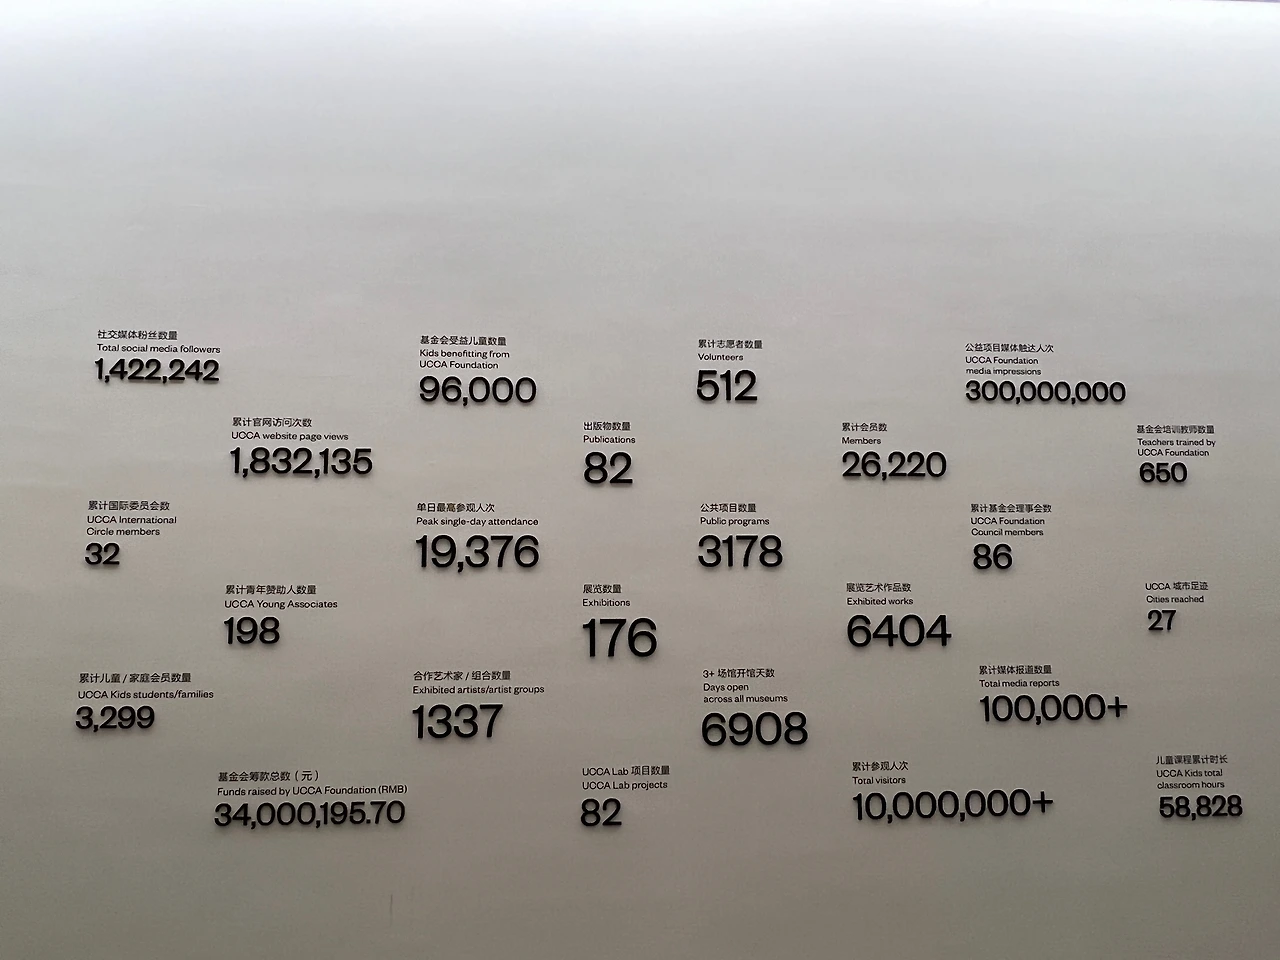 社交媒体粉丝数量
Total social media followers
1,422,242
基金会受益儿童数量
Kids benefitting from
UCCA Foundation
96,000
累计志愿者数量
Volunteers
512
公益项目媒体触达人次
UCCA Foundation
media impressions
300,000,000
累计官网访问次数
UCCA website page views
1,832,135
出版物数量
Publications
82
累计会员数
Members
26,220
基金会培训教师数量
Teachers trained by
UCCA Foundation
650
累计国际委员会数
UCCA International
Circle members
32
单日最高参观人次
Peak single-day attendance
19,376
公共项目数量
Public programs
3178
累计基金会理事会数
UCCA Foundation
Council members
86
累计青年赞助人数量
UCCA Young Associates
198
展览数量
Exhibitions
176
展览艺术作品数
Exhibited works
6404
UCCA 城市足迹
Cities reached
27
累计儿童 / 家庭会员数量
UCCA Kids students/families
3,299
合作艺术家 / 组合数量
Exhibited artists/artist groups
1337
3+ 场馆开馆天数
Days open
across all museums
6908
累计媒体报道数量
Total media reports
100,000+
基金会筹款总数（元）
Funds raised by UCCA Foundation (RMB)
34,000,195.70
UCCA Lab 项目数量
UCCA Lab projects
82
累计参观人次
Total visitors
10,000,000+
儿童课程累计时长
UCCA Kids total
classroom hours
58,828